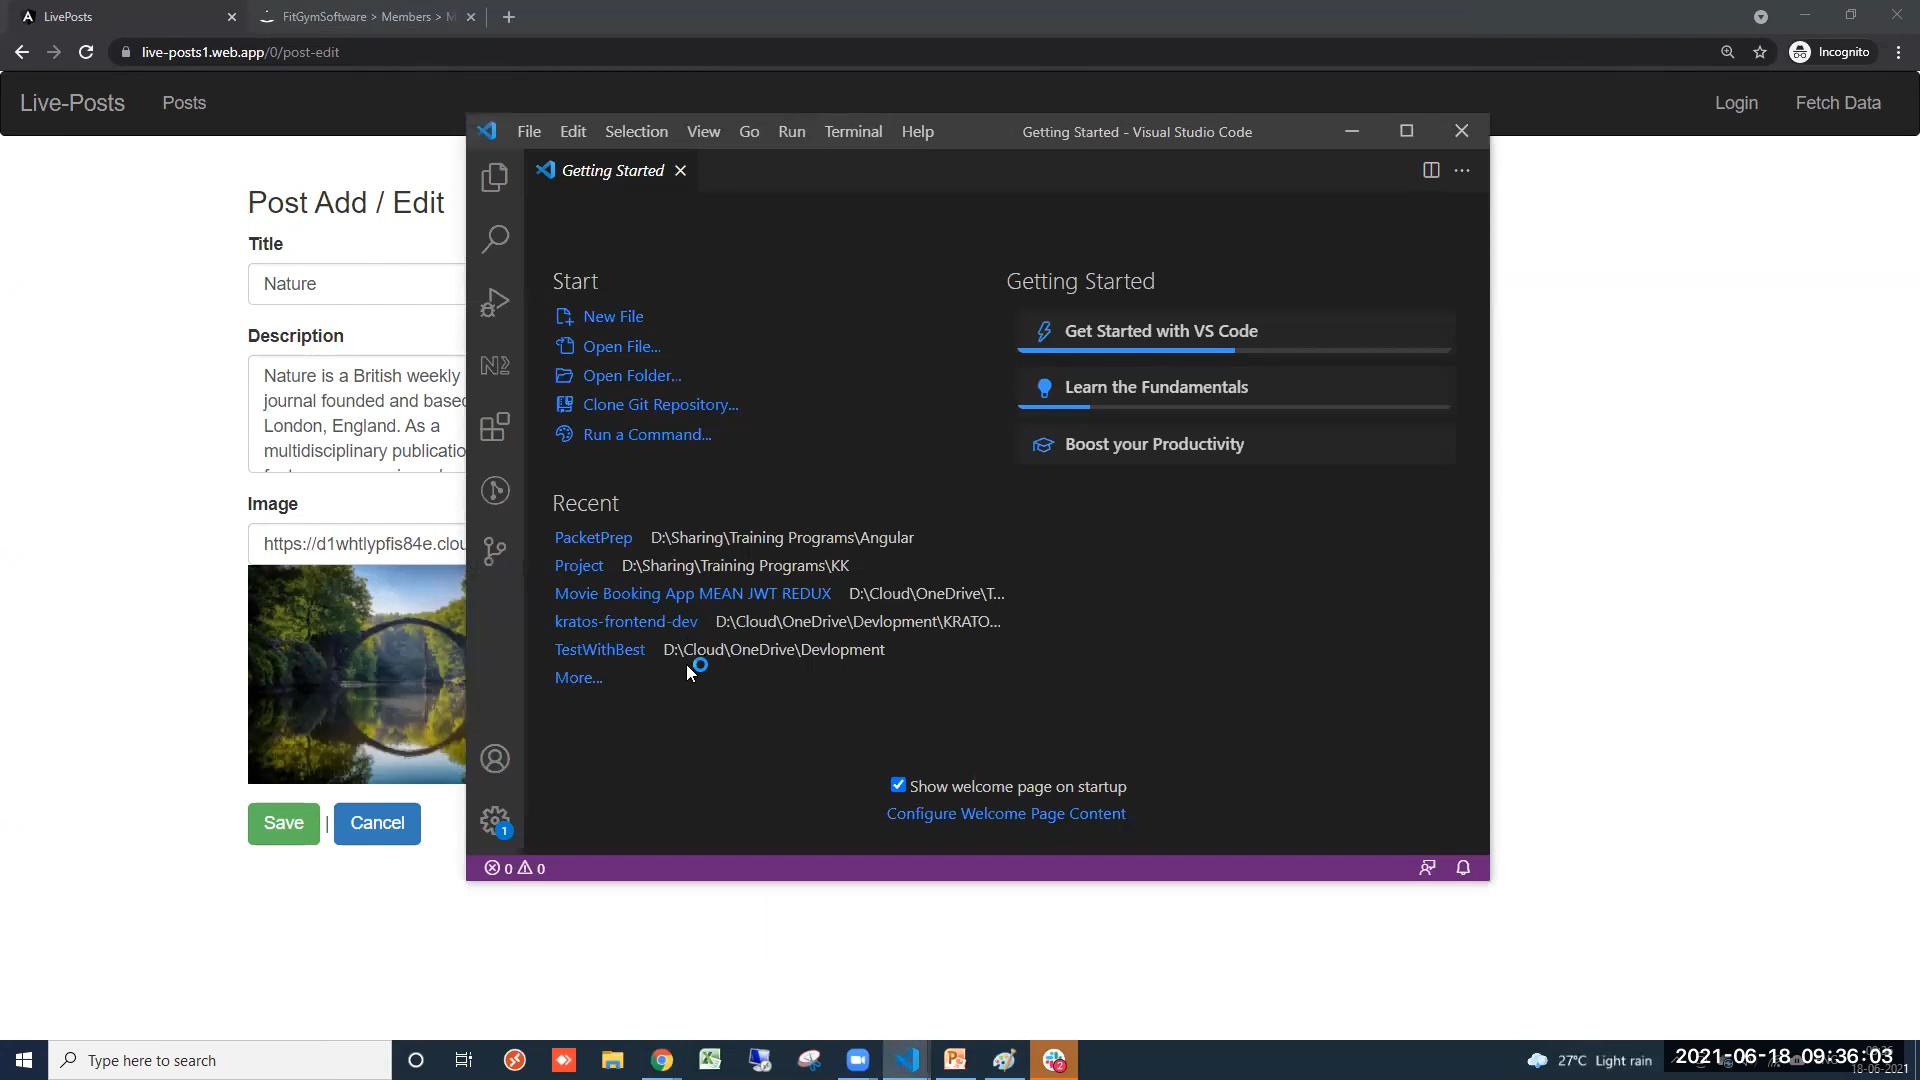 LivePosts
FitGymSoftware > Members > M
live-posts1.web.app/0/post-edit
Incognito
Live-Posts
Posts
Login
Fetch Data
Post Add / Edit
Title
Nature
Description
Nature is a British weekly
journal founded and based
London, England. As a
multidisciplinary publication
Image
https://d1whtlypfis84e.clou
Save
|
Cancel
File
Edit
Selection
View
Go
Run
Terminal
Help
Getting Started - Visual Studio Code
Getting Started
Start
New File
Open File...
Open Folder...
Clone Git Repository...
Run a Command...
Getting Started
Get Started with VS Code
Learn the Fundamentals
Boost your Productivity
Recent
PacketPrep D:\Sharing\Training Programs\Angular
Project D:\Sharing\Training Programs\KK
Movie Booking App MEAN JWT REDUX D:\Cloud\OneDrive\T...
kratos-frontend-dev D:\Cloud\OneDrive\Devlopment\KRATO...
TestWithBest D:\Cloud\OneDrive\Devlopment
More...
Show welcome page on startup
Configure Welcome Page Content
1
0
0
Type here to search
2
27°C Light rain
2021-06-18 09:36:03
18-06-2021